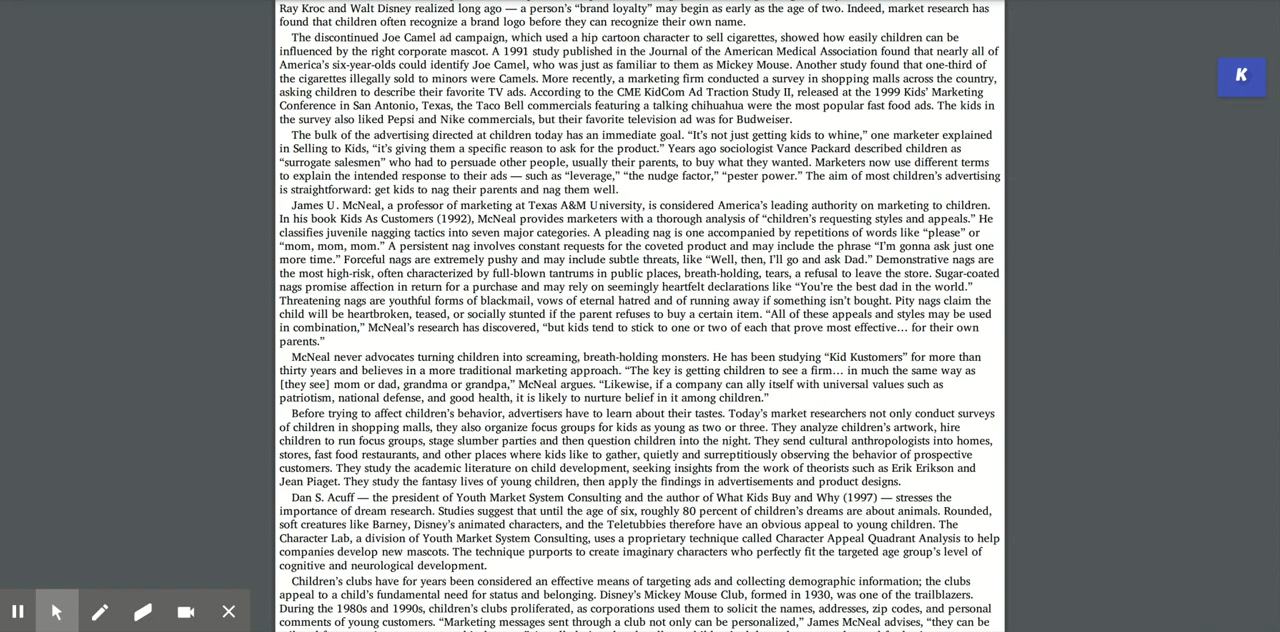 Ray Kroc and Walt Disney realized long ago — a person's “brand loyalty” may begin as early as the age of two. Indeed, market research has
found that children often recognize a brand logo before they can recognize their own name.
The discontinued Joe Camel ad campaign, which used a hip cartoon character to sell cigarettes, showed how easily children can be
influenced by the right corporate mascot. A 1991 study published in the Journal of the American Medical Association found that nearly all of
America's six-year-olds could identify Joe Camel, who was just as familiar to them as Mickey Mouse. Another study found that one-third of
the cigarettes illegally sold to minors were Camels. More recently, a marketing firm conducted a survey in shopping malls across the country,
asking children to describe their favorite TV ads. According to the CME KidCom Ad Traction Study II, released at the 1999 Kids' Marketing
Conference in San Antonio, Texas, the Taco Bell commercials featuring a talking chihuahua were the most popular fast food ads. The kids in
the survey also liked Pepsi and Nike commercials, but their favorite television ad was for Budweiser.
K
The bulk of the advertising directed at children today has an immediate goal. “It's not just getting kids to whine,” one marketer explained
in Selling to Kids, “it's giving them a specific reason to ask for the product.” Years ago sociologist Vance Packard described children as
“surrogate salesmen” who had to persuade other people, usually their parents, to buy what they wanted. Marketers now use different terms
to explain the intended response to their ads — such as “leverage,” “the nudge factor,” “pester power.” The aim of most children's advertising
is straightforward: get kids to nag their parents and nag them well.
James U. McNeal, a professor of marketing at Texas A&M University, is considered America's leading authority on marketing to children.
In his book Kids As Customers (1992), McNeal provides marketers with a thorough analysis of “children's requesting styles and appeals.” He
classifies juvenile nagging tactics into seven major categories. A pleading nag is one accompanied by repetitions of words like “please” or
“mom, mom, mom.” A persistent nag involves constant requests for the coveted product and may include the phrase “I'm gonna ask just one
more time.” Forceful nags are extremely pushy and may include subtle threats, like “Well, then, I'll go and ask Dad.” Demonstrative nags are
the most high-risk, often characterized by full-blown tantrums in public places, breath-holding, tears, a refusal to leave the store. Sugar-coated
nags promise affection in return for a purchase and may rely on seemingly heartfelt declarations like “You're the best dad in the world.”
Threatening nags are youthful forms of blackmail, vows of eternal hatred and of running away if something isn't bought. Pity nags claim the
child will be heartbroken, teased, or socially stunted if the parent refuses to buy a certain item. “All of these appeals and styles may be used
in combination,” McNeal's research has discovered, “but kids tend to stick to one or two of each that prove most effective… for their own
parents.”
McNeal never advocates turning children into screaming, breath-holding monsters. He has been studying “Kid Kustomers” for more than
thirty years and believes in a more traditional marketing approach. “The key is getting children to see a firm… in much the same way as
[they see] mom or dad, grandma or grandpa,” McNeal argues. “Likewise, if a company can ally itself with universal values such as
patriotism, national defense, and good health, it is likely to nurture belief in it among children.”
Before trying to affect children's behavior, advertisers have to learn about their tastes. Today's market researchers not only conduct surveys
of children in shopping malls, they also organize focus groups for kids as young as two or three. They analyze children's artwork, hire
children to run focus groups, stage slumber parties and then question children into the night. They send cultural anthropologists into homes,
stores, fast food restaurants, and other places where kids like to gather, quietly and surreptitiously observing the behavior of prospective
customers. They study the academic literature on child development, seeking insights from the work of theorists such as Erik Erikson and
Jean Piaget. They study the fantasy lives of young children, then apply the findings in advertisements and product designs.
Dan S. Acuff — the president of Youth Market System Consulting and the author of What Kids Buy and Why (1997) — stresses the
importance of dream research. Studies suggest that until the age of six, roughly 80 percent of children's dreams are about animals. Rounded,
soft creatures like Barney, Disney's animated characters, and the Teletubbies therefore have an obvious appeal to young children. The
Character Lab, a division of Youth Market System Consulting, uses a proprietary technique called Character Appeal Quadrant Analysis to help
companies develop new mascots. The technique purports to create imaginary characters who perfectly fit the targeted age group's level of
cognitive and neurological development.
Children's clubs have for years been considered an effective means of targeting ads and collecting demographic information; the clubs
appeal to a child's fundamental need for status and belonging. Disney's Mickey Mouse Club, formed in 1930, was one of the trailblazers.
During the 1980s and 1990s, children's clubs proliferated, as corporations used them to solicit the names, addresses, zip codes, and personal
comments of young customers. “Marketing messages sent through a club not only can be personalized,” James McNeal advises, “they can be